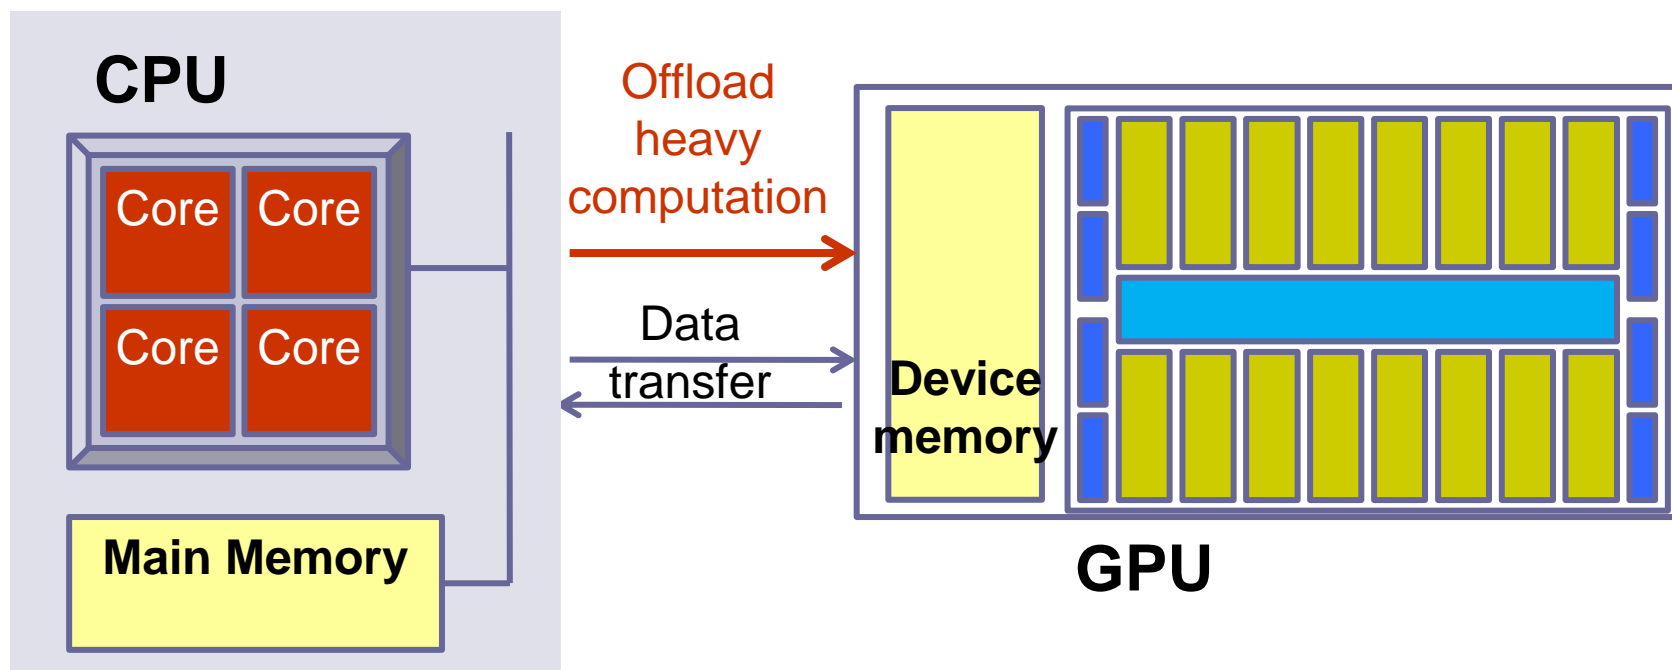 CPU
Core Core
Core Core
Main Memory
Offload
heavy
computation
Data
transfer
Device
memory
GPU